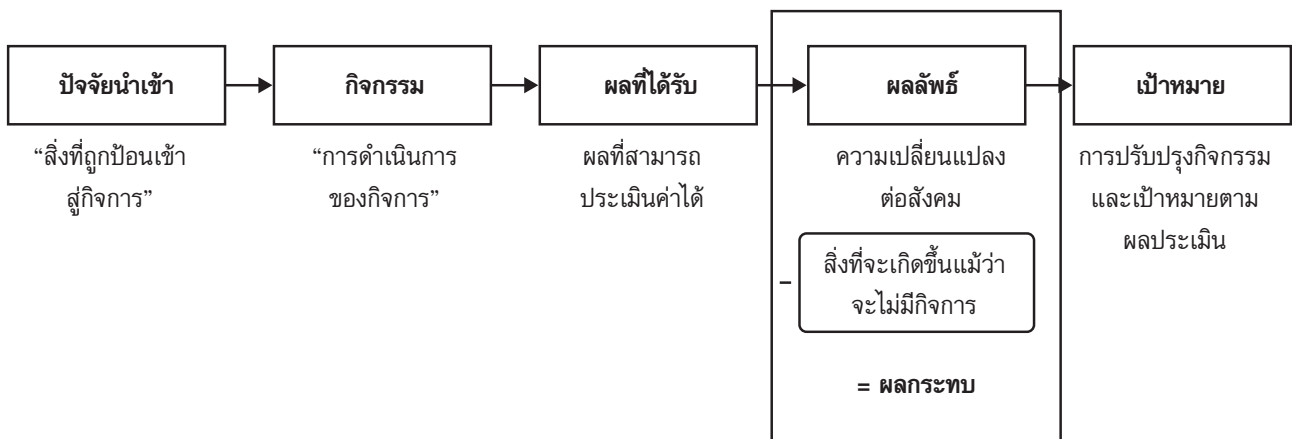 ปัจจัยนำเข้า
กิจกรรม
ผลที่ได้รับ
ผลลัพธ์
เป้าหมาย
“สิ่งที่ถูกป้อนเข้า
สู่กิจการ”
“การดำเนินการ
ของกิจการ”
ผลที่สามารถ
ประเมินค่าได้
ความเปลี่ยนแปลง
ต่อสังคม
การปรับปรุงกิจกรรม
และเป้าหมายตาม
ผลประเมิน
– สิ่งที่จะเกิดขึ้นแม้ว่า
จะไม่มีกิจการ
= ผลกระทบ